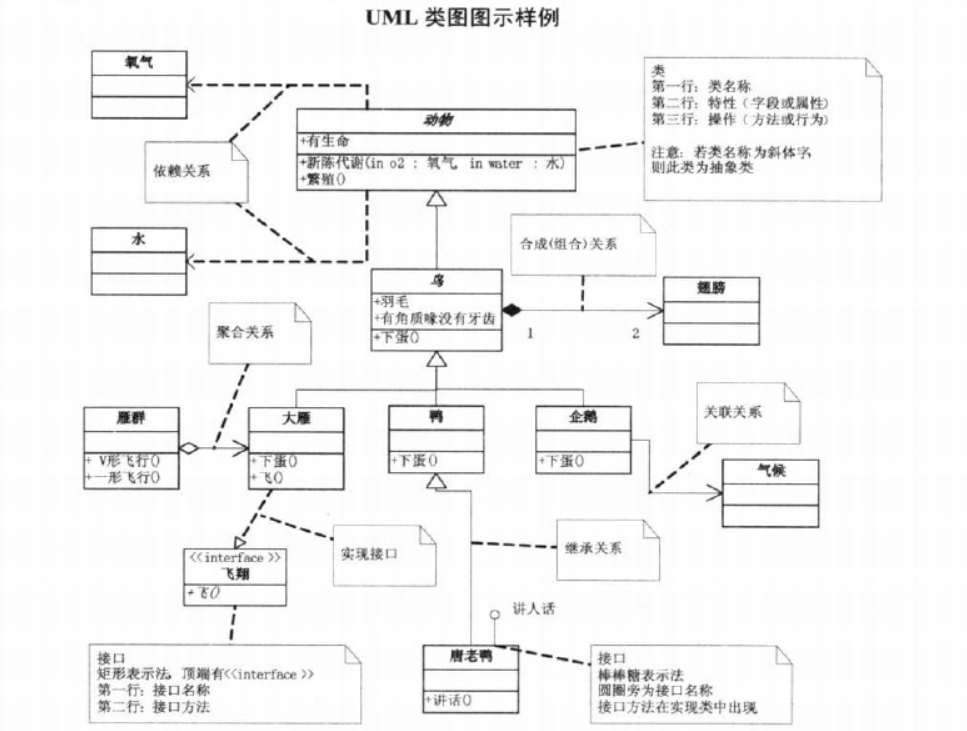 UML 类图图示样例
氧气
类
第一行：类名称
第二行：特性（字段或属性）
第三行：操作（方法或行为）
注意：若类名称为斜体字，
则此类为抽象类
动物
+有生命
+新陈代谢(in o2 : 氧气, in water : 水)
+繁殖()
依赖关系
水
合成(组合)关系
鸟
+羽毛
+有角质喙没有牙齿
+下蛋()
1
2
翅膀
聚合关系
雁群
+ V形飞行()
+一形飞行()
大雁
+下蛋()
+飞()
鸭
+下蛋()
企鹅
+下蛋()
关联关系
气候
实现接口
继承关系
<<interface>>
飞翔
+飞()
讲人话
接口
矩形表示法，顶端有<<interface>>
第一行：接口名称
第二行：接口方法
唐老鸭
+讲话()
接口
棒棒糖表示法
圆圈旁为接口名称
接口方法在实现类中出现